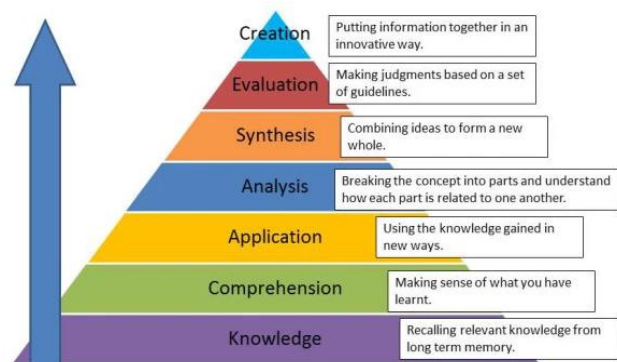 Creation
Putting information together in an
innovative way.
Evaluation
Making judgments based on a set
of guidelines.
Synthesis
Combining ideas to form a new
whole.
Analysis
Breaking the concept into parts and understand
how each part is related to one another.
Application
Using the knowledge gained in
new ways.
Comprehension
Making sense of what you have
learnt.
Knowledge
Recalling relevant knowledge from
long term memory.